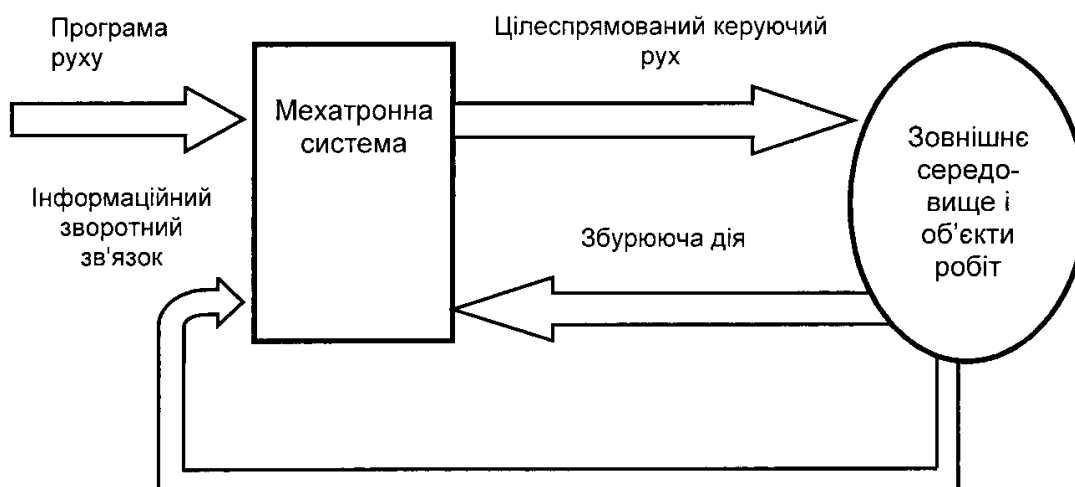 Програма
руху
Цілеспрямований керуючий
рух
Мехатронна
система
Зовнішнє
середо-
вище і
об’єкти
робіт
Інформаційний
зворотний
зв'язок
Збурююча дія